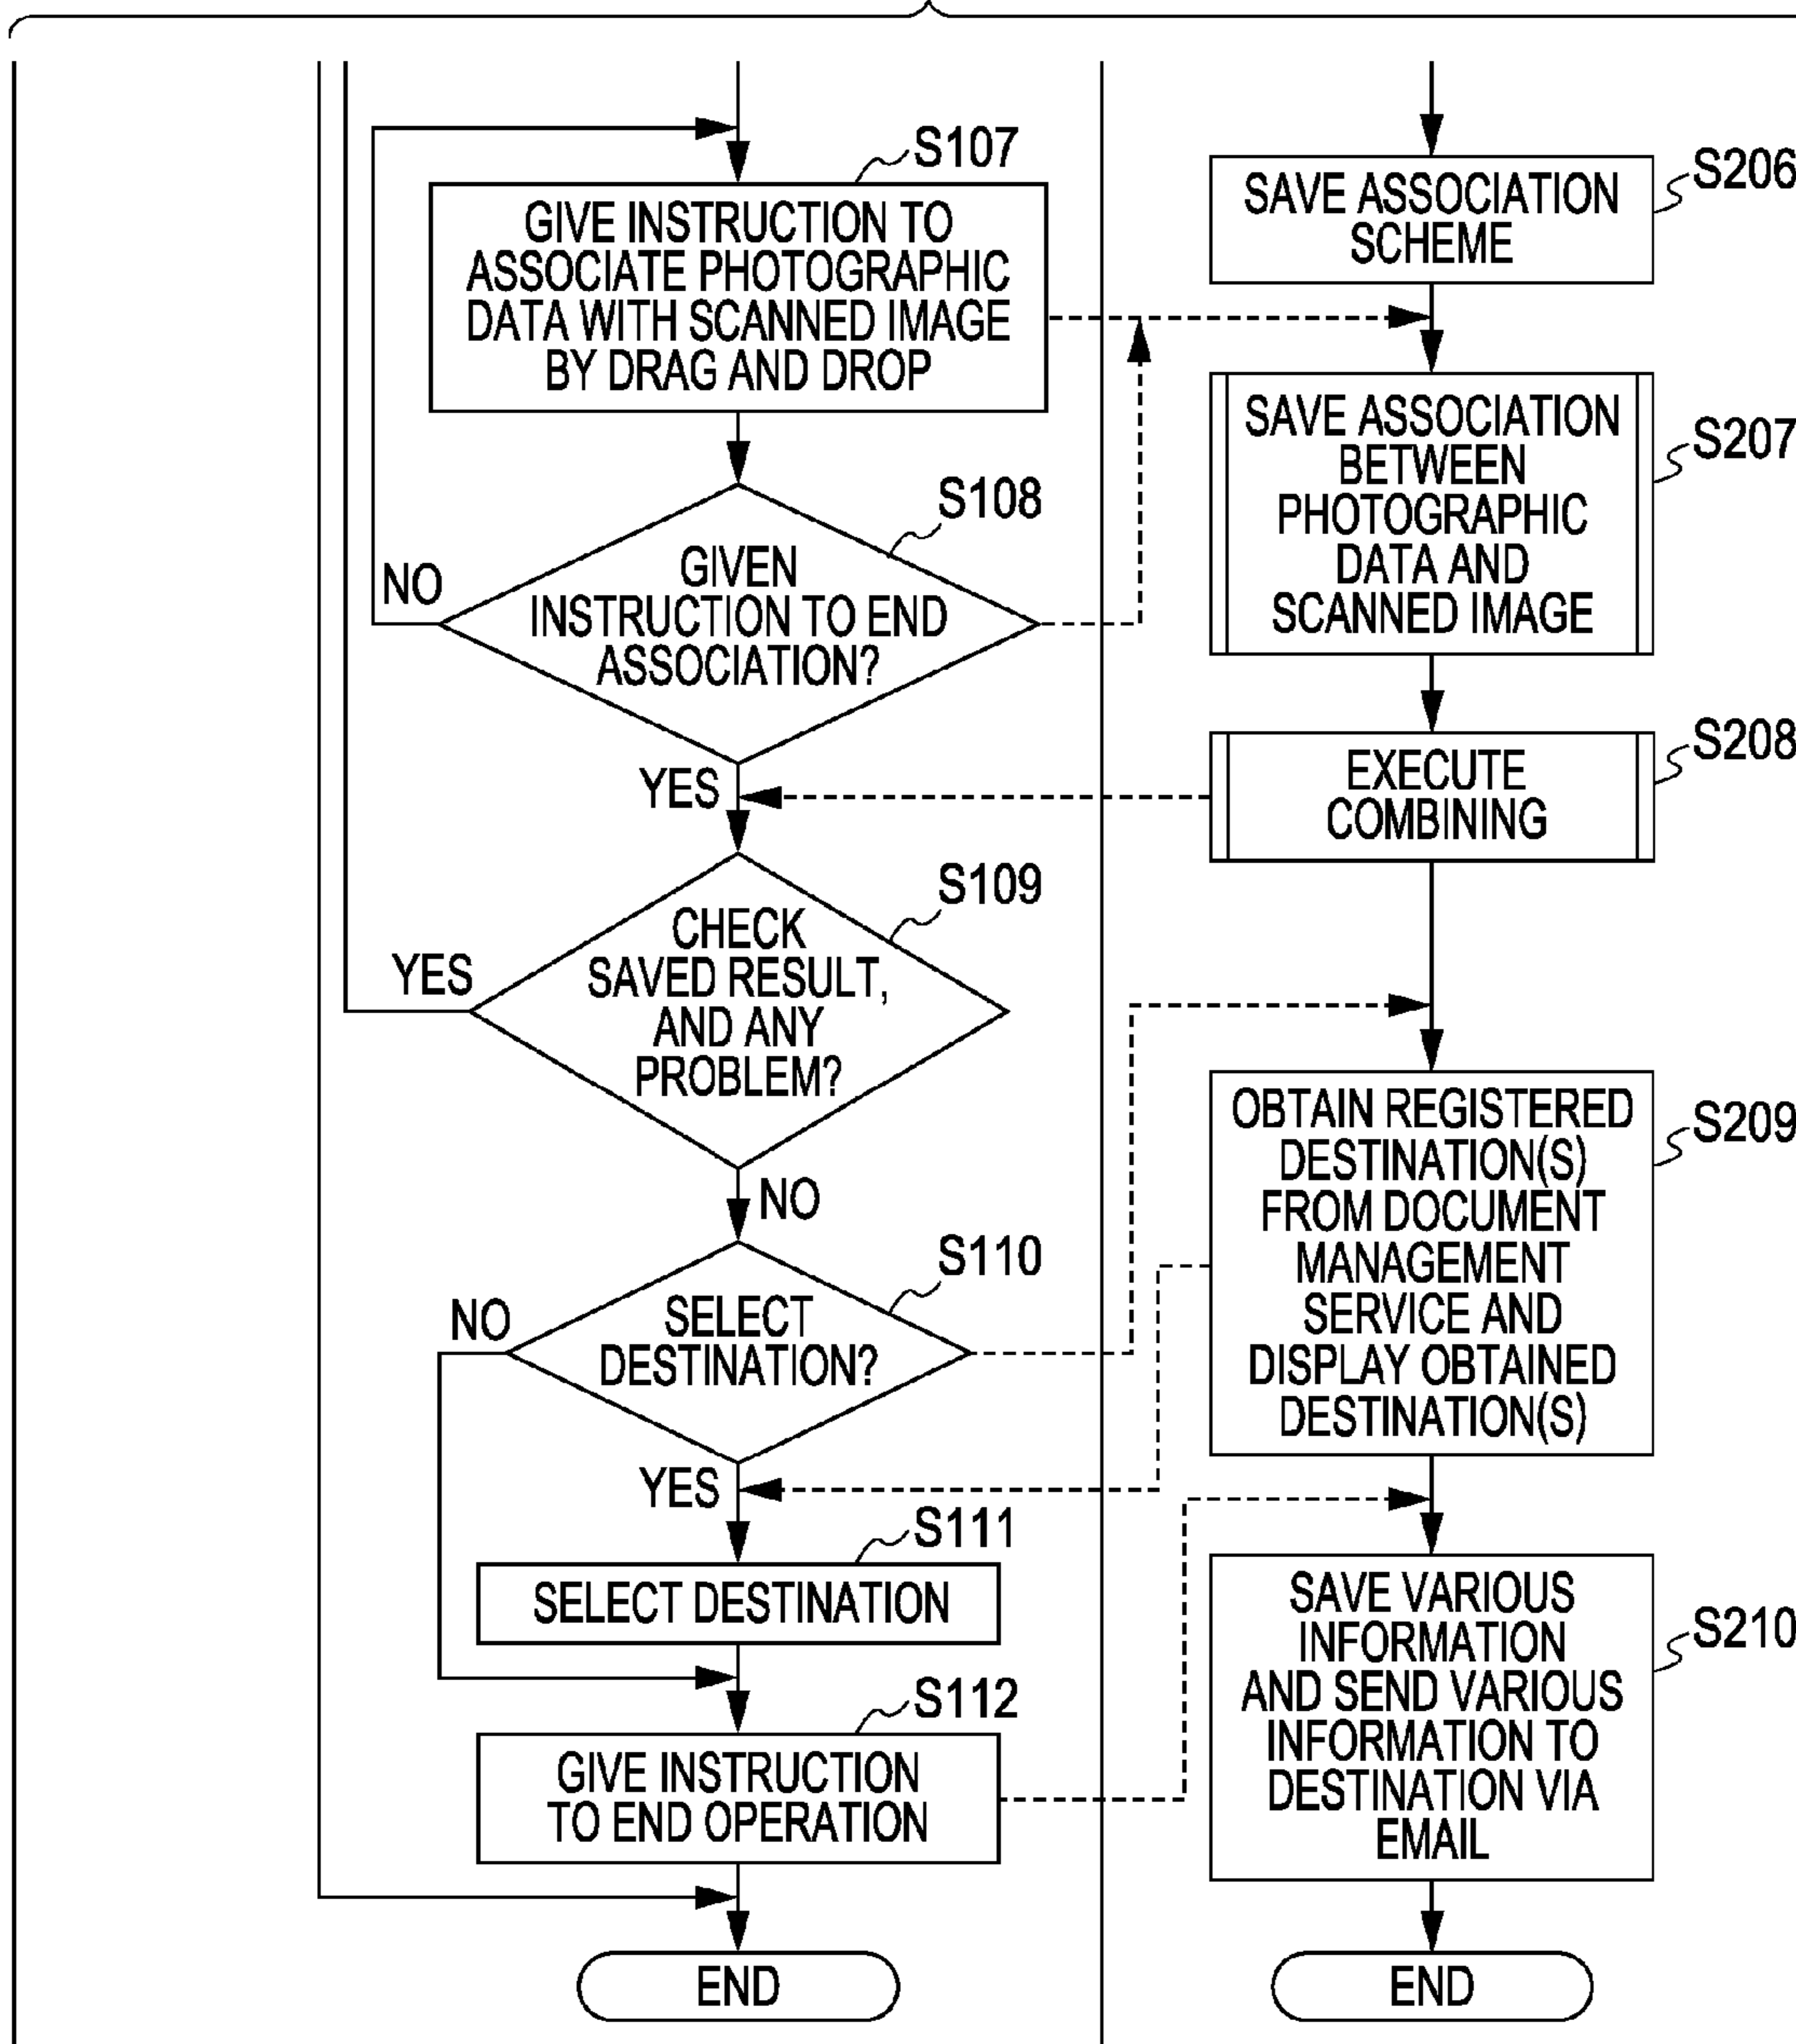 S107
GIVE INSTRUCTION TO
ASSOCIATE PHOTOGRAPHIC
DATA WITH SCANNED IMAGE
BY DRAG AND DROP
S108
GIVEN
INSTRUCTION TO END
ASSOCIATION?
NO
YES
S109
CHECK
SAVED RESULT,
AND ANY
PROBLEM?
YES
NO
S110
SELECT
DESTINATION?
NO
YES
S111
SELECT DESTINATION
S112
GIVE INSTRUCTION
TO END OPERATION
END
S206
SAVE ASSOCIATION
SCHEME
S207
SAVE ASSOCIATION
BETWEEN
PHOTOGRAPHIC
DATA AND
SCANNED IMAGE
S208
EXECUTE
COMBINING
S209
OBTAIN REGISTERED
DESTINATION(S)
FROM DOCUMENT
MANAGEMENT
SERVICE AND
DISPLAY OBTAINED
DESTINATION(S)
S210
SAVE VARIOUS
INFORMATION
AND SEND VARIOUS
INFORMATION TO
DESTINATION VIA
EMAIL
END